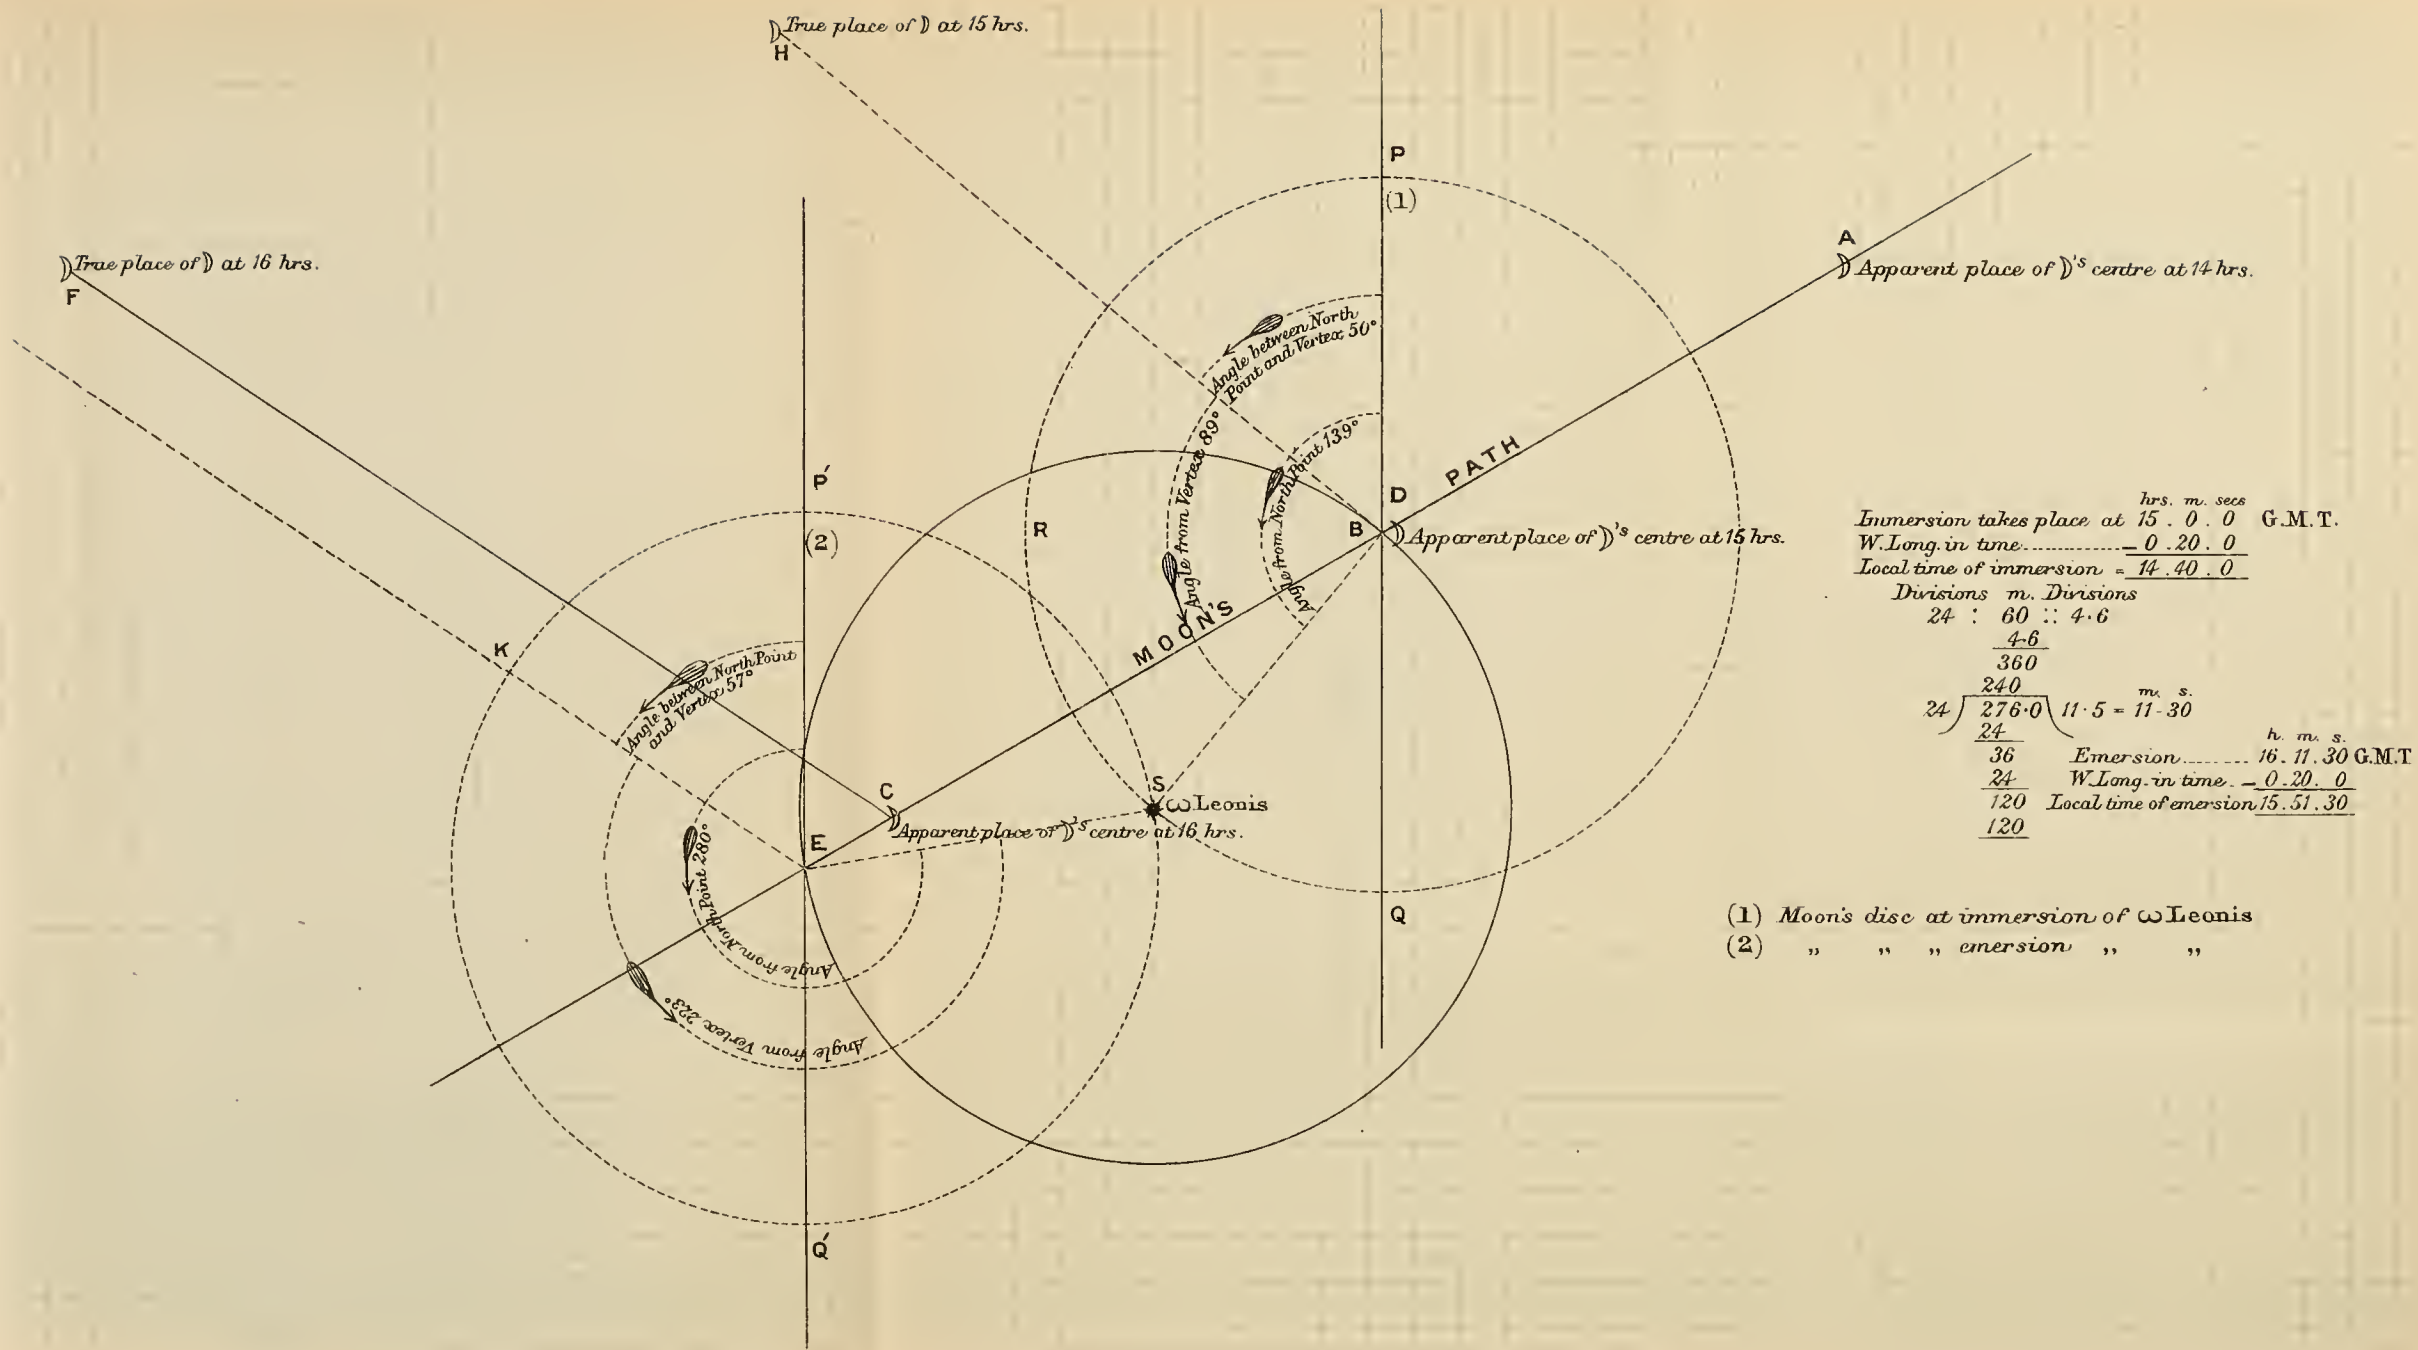 True place of ☽ at 15 hrs.
H
P
(1)
A
Apparent place of ☽'s centre at 14 hrs.
True place of ☽ at 16 hrs.
F
Angle between North
Point and Vertex 50°
Angle from Vertex 89°
Angle from North Point 139°
P'
(2)
R
D
B
MOON'S PATH
Apparent place of ☽'s centre at 15 hrs.
K
Angle between North Point
and Vertex 57°
C
Apparent place of ☽'s centre at 16 hrs.
S
ω Leonis
E
Angle from North Point 280°
Angle from Vertex 223°
Q
Q'
hrs. m. secs
Immersion takes place at 15 . 0 . 0 G.M.T.
W. Long. in time............ – 0 . 20 . 0
Local time of immersion = 14 . 40 . 0
Divisions m. Divisions
24 : 60 :: 4·6
4·6
360
240
m. s.
24 ) 276·0 ( 11·5 = 11-30
24
h. m. s.
36 Emersion......... 16 . 11 . 30 G.M.T
24 W. Long. in time. – 0 . 20 . 0
120 Local time of emersion 15 . 51 . 30
120
(1) Moon's disc at immersion of ω Leonis
(2) „ „ „ emersion „ „